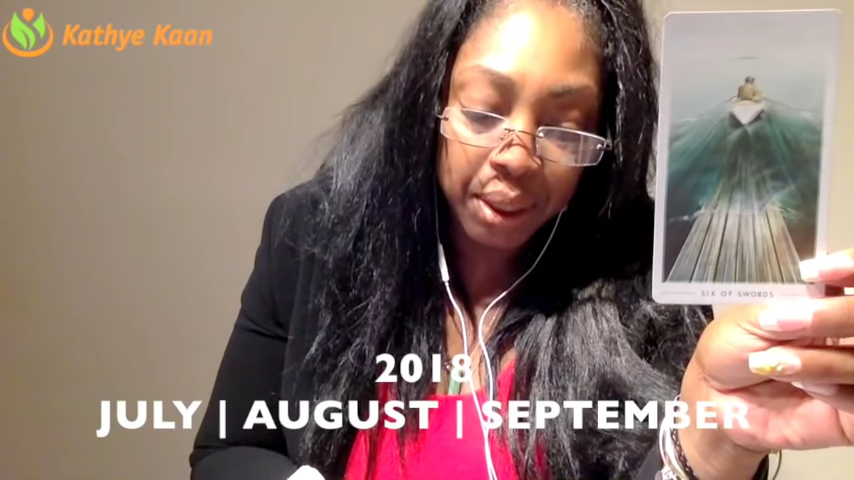 Kathye Kaan
SIX OF SWORDS
2018
JULY | AUGUST | SEPTEMBER